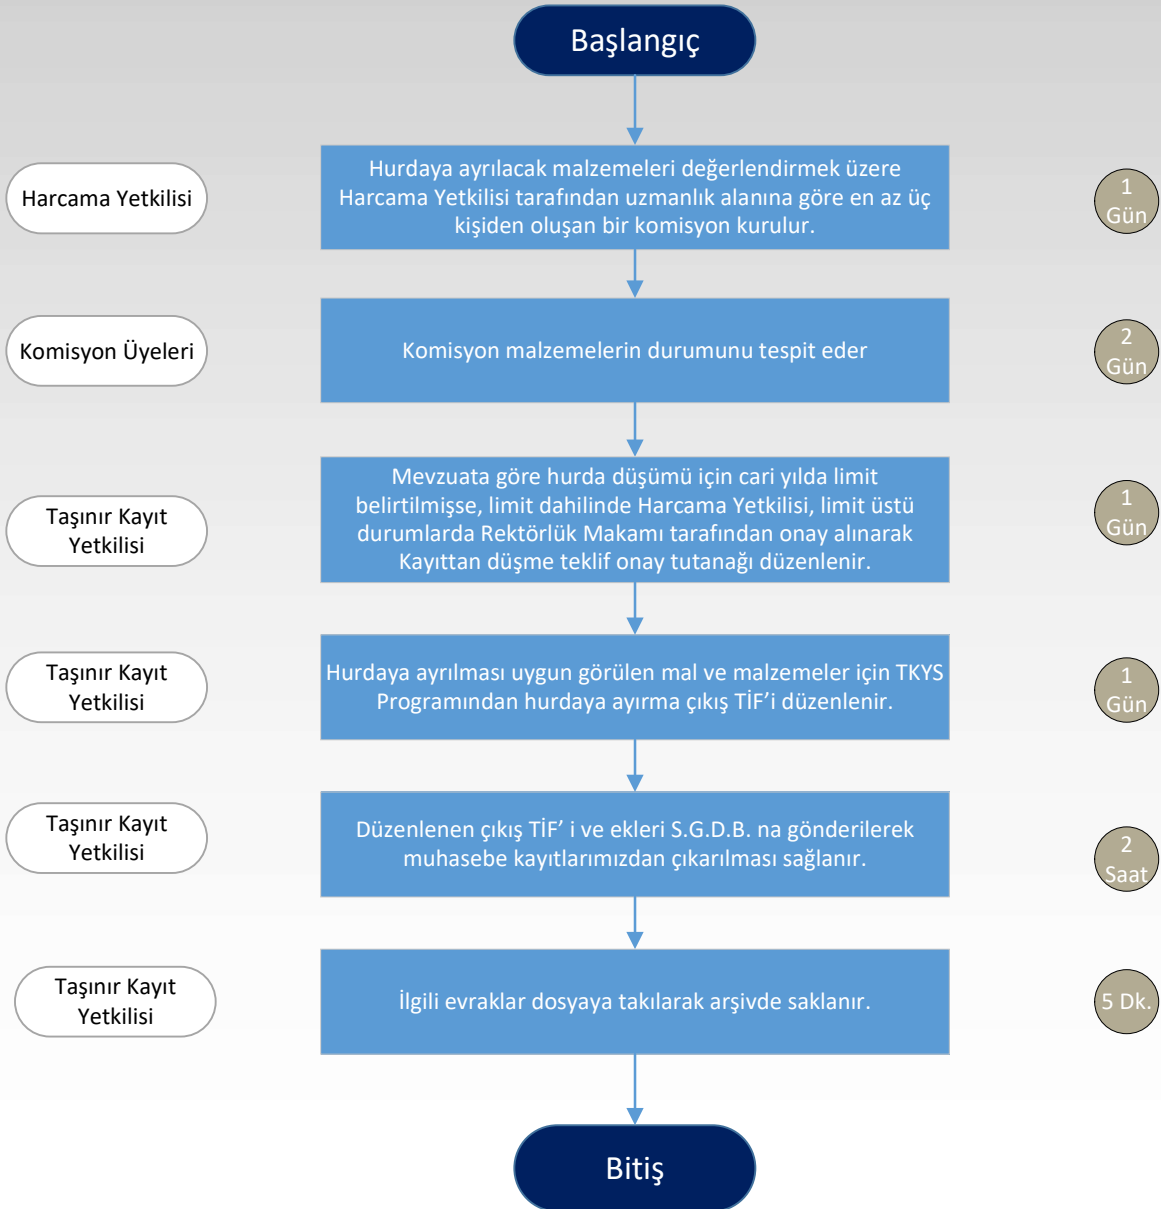 Başlangıç
Harcama Yetkilisi
Hurdaya ayrılacak malzemeleri değerlendirmek üzere
Harcama Yetkilisi tarafından uzmanlık alanına göre en az üç
kişiden oluşan bir komisyon kurulur.
1
Gün
Komisyon Üyeleri
Komisyon malzemelerin durumunu tespit eder
2
Gün
Taşınır Kayıt
Yetkilisi
Mevzuata göre hurda düşümü için cari yılda limit
belirtilmişse, limit dahilinde Harcama Yetkilisi, limit üstü
durumlarda Rektörlük Makamı tarafından onay alınarak
Kayıttan düşme teklif onay tutanağı düzenlenir.
1
Gün
Taşınır Kayıt
Yetkilisi
Hurdaya ayrılması uygun görülen mal ve malzemeler için TKYS
Programından hurdaya ayırma çıkış TİF’i düzenlenir.
1
Gün
Taşınır Kayıt
Yetkilisi
Düzenlenen çıkış TİF’ i ve ekleri S.G.D.B. na gönderilerek
muhasebe kayıtlarımızdan çıkarılması sağlanır.
2
Saat
Taşınır Kayıt
Yetkilisi
İlgili evraklar dosyaya takılarak arşivde saklanır.
5 Dk.
Bitiş